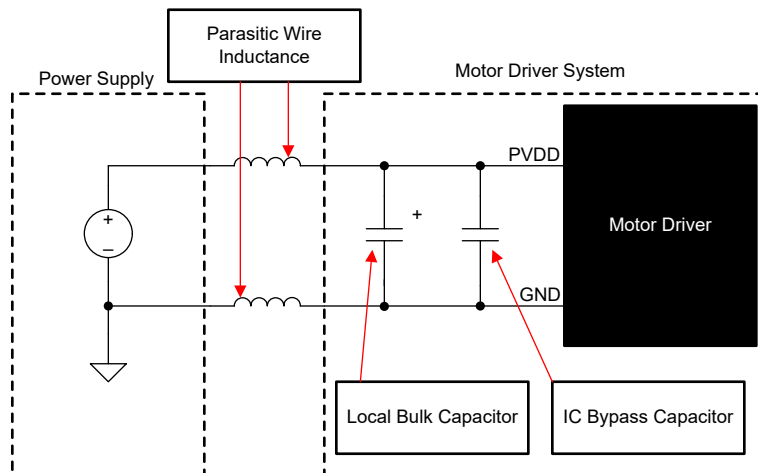 Parasitic Wire
Inductance
Power Supply
Motor Driver System
PVDD
+
+
–
Motor Driver
GND
Local Bulk Capacitor
IC Bypass Capacitor